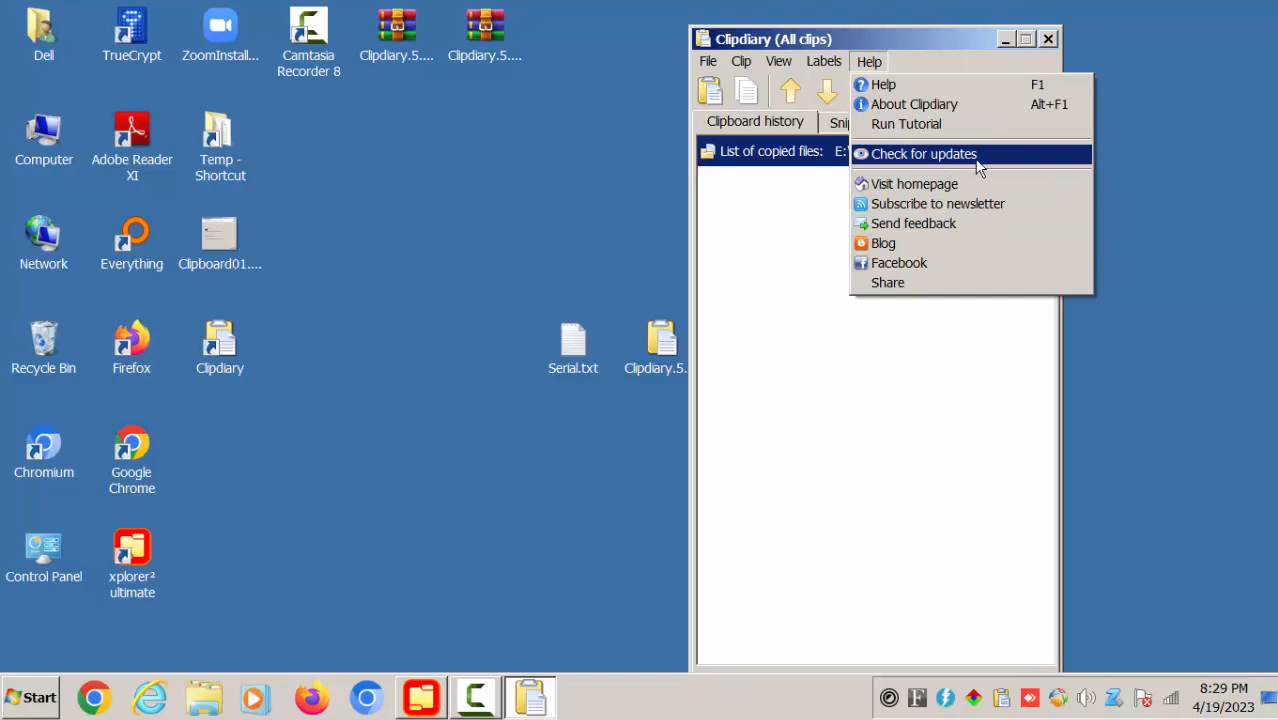 Dell
TrueCrypt
ZoomInstall...
Camtasia
Recorder 8
Clipdiary.5....
Clipdiary.5....
Computer
Adobe Reader
XI
Temp -
Shortcut
Network
Everything
Clipboard01....
Recycle Bin
Firefox
Clipdiary
Serial.txt
Clipdiary.5.
Chromium
Google
Chrome
Control Panel
xplorer²
ultimate
Clipdiary (All clips)
File Clip View Labels Help
Clipboard history Snip
List of copied files: E:\
Help F1
About Clipdiary Alt+F1
Run Tutorial
Check for updates
Visit homepage
Subscribe to newsletter
Send feedback
Blog
Facebook
Share
Start
8:29 PM
4/19/2023